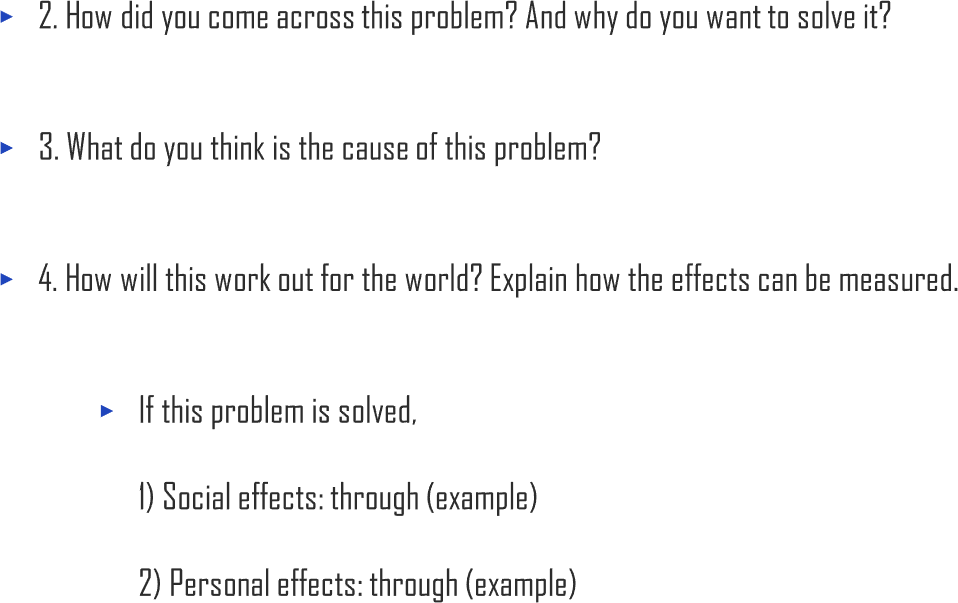 ▸ 2. How did you come across this problem? And why do you want to solve it?
▸ 3. What do you think is the cause of this problem?
▸ 4. How will this work out for the world? Explain how the effects can be measured.
▸ If this problem is solved,
1) Social effects: through (example)
2) Personal effects: through (example)